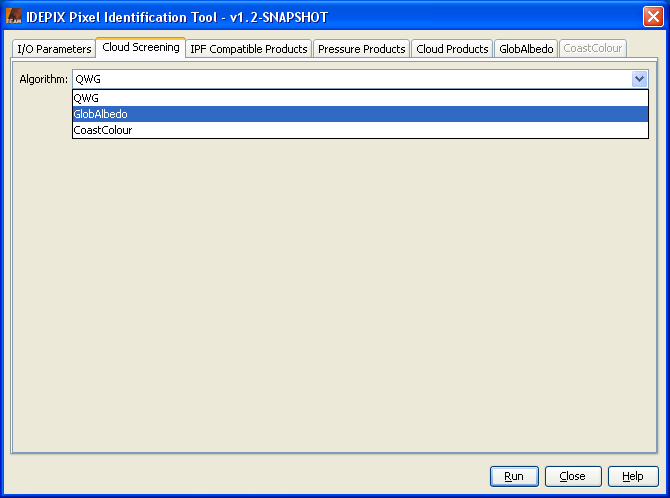 IDEPIX Pixel Identification Tool - v1.2-SNAPSHOT
I/O Parameters Cloud Screening IPF Compatible Products Pressure Products Cloud Products GlobAlbedo CoastColour
Algorithm: QWG
QWG
GlobAlbedo
CoastColour
Run Close Help